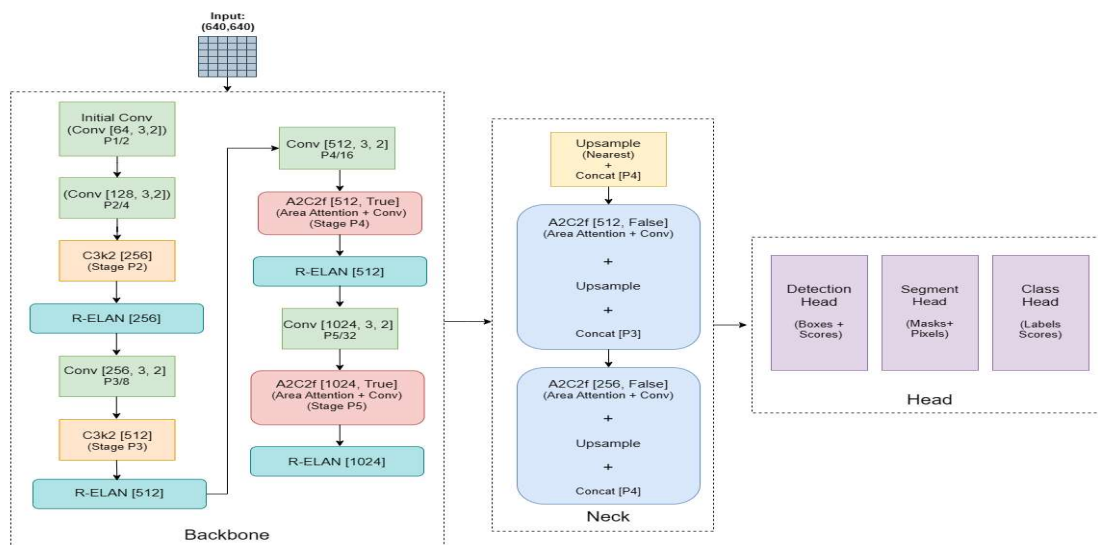 Input:
(640,640)
Initial Conv
(Conv [64, 3,2])
P1/2
(Conv [128, 3,2])
P2/4
C3k2 [256]
(Stage P2)
R-ELAN [256]
Conv [256, 3, 2]
P3/8
C3k2 [512]
(Stage P3)
R-ELAN [512]
Conv [512, 3, 2]
P4/16
A2C2f [512, True]
(Area Attention + Conv)
(Stage P4)
R-ELAN [512]
Conv [1024, 3, 2]
P5/32
A2C2f [1024, True]
(Area Attention + Conv)
(Stage P5)
R-ELAN [1024]
Backbone
Upsample
(Nearest)
+
Concat [P4]
A2C2f [512, False]
(Area Attention + Conv)
+
Upsample
+
Concat [P3]
A2C2f [256, False]
(Area Attention + Conv)
+
Upsample
+
Concat [P4]
Neck
Detection
Head
(Boxes +
Scores)
Segment
Head
(Masks+
Pixels)
Class
Head
(Labels
Scores)
Head